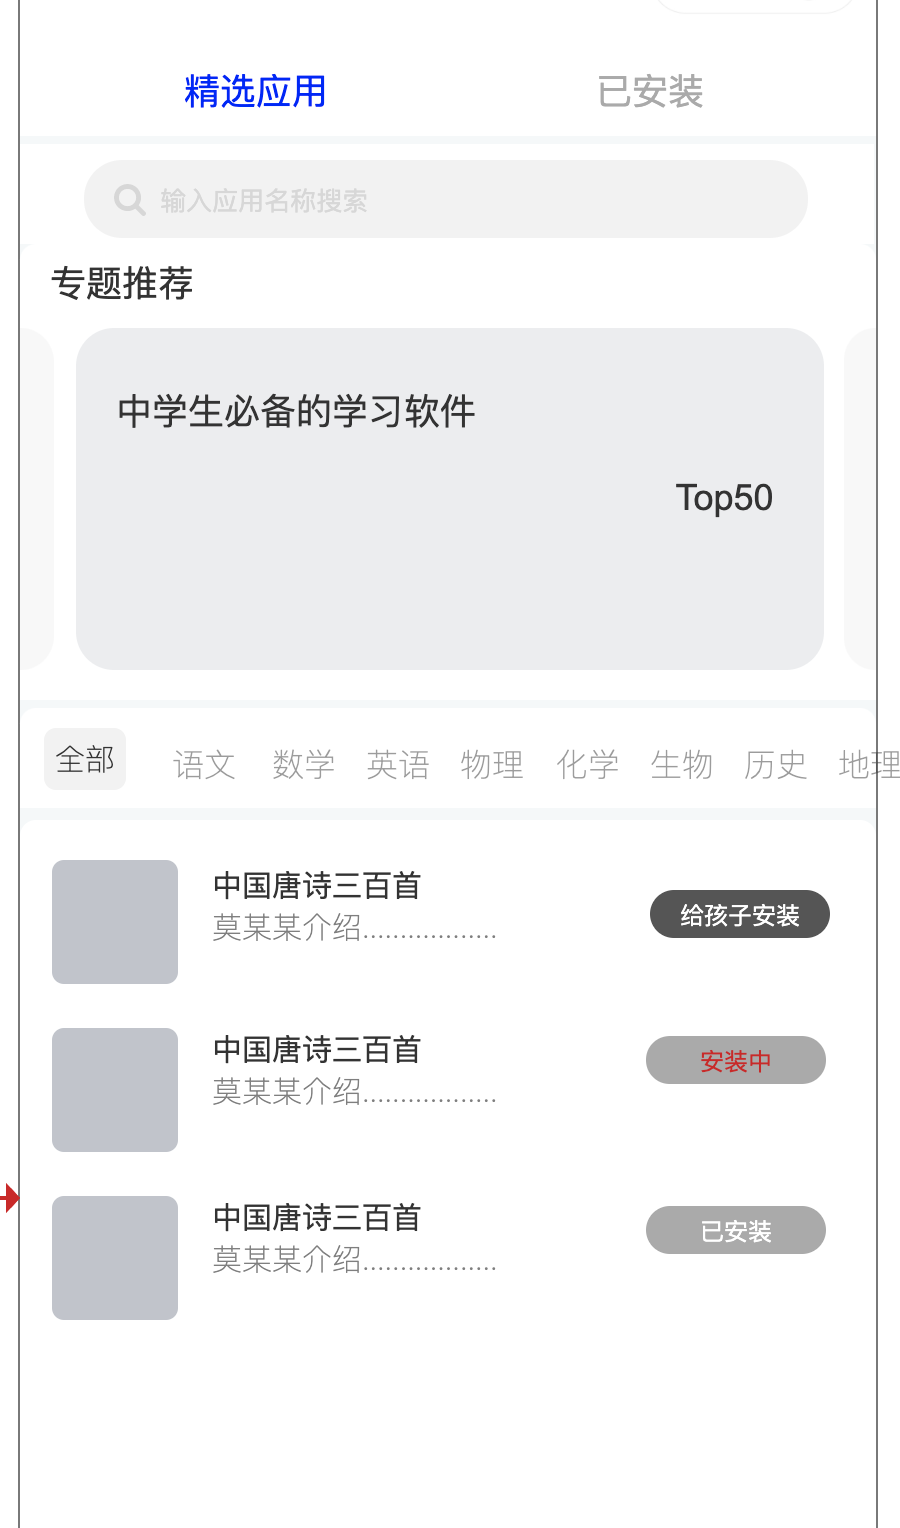 精选应用 已安装
输入应用名称搜索
专题推荐
中学生必备的学习软件
Top50
全部 语文 数学 英语 物理 化学 生物 历史 地理
中国唐诗三百首
莫某某介绍..................
给孩子安装
中国唐诗三百首
莫某某介绍..................
安装中
中国唐诗三百首
莫某某介绍..................
已安装